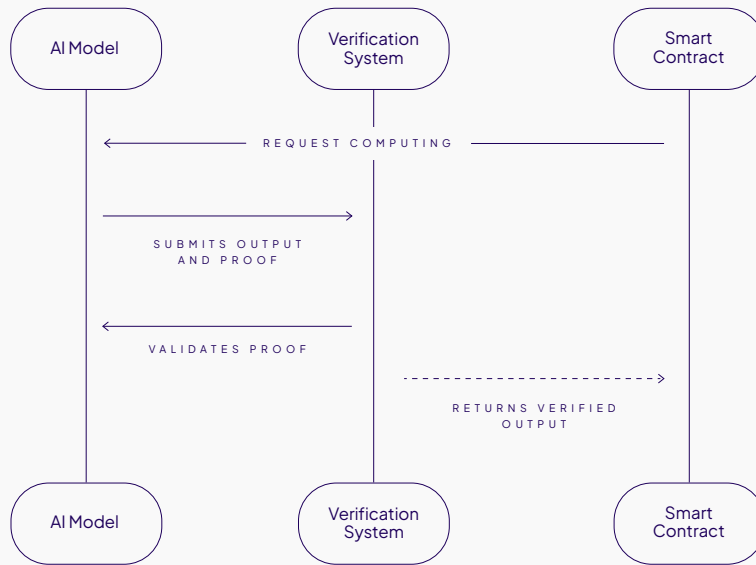 AI Model
Verification
System
Smart
Contract
REQUEST COMPUTING
SUBMITS OUTPUT
AND PROOF
VALIDATES PROOF
RETURNS VERIFIED
OUTPUT
AI Model
Verification
System
Smart
Contract